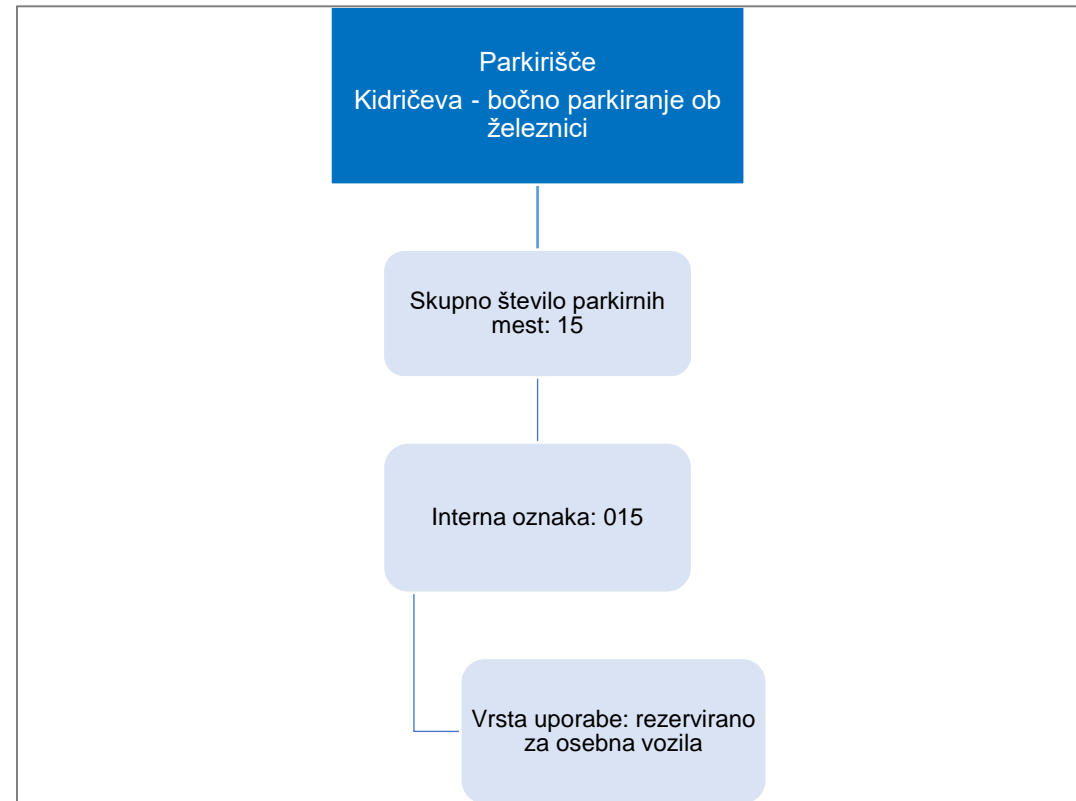 Parkirišče
Kidričeva - bočno parkiranje ob
železnici
Skupno število parkirnih
mest: 15
Interna oznaka: 015
Vrsta uporabe: rezervirano
za osebna vozila